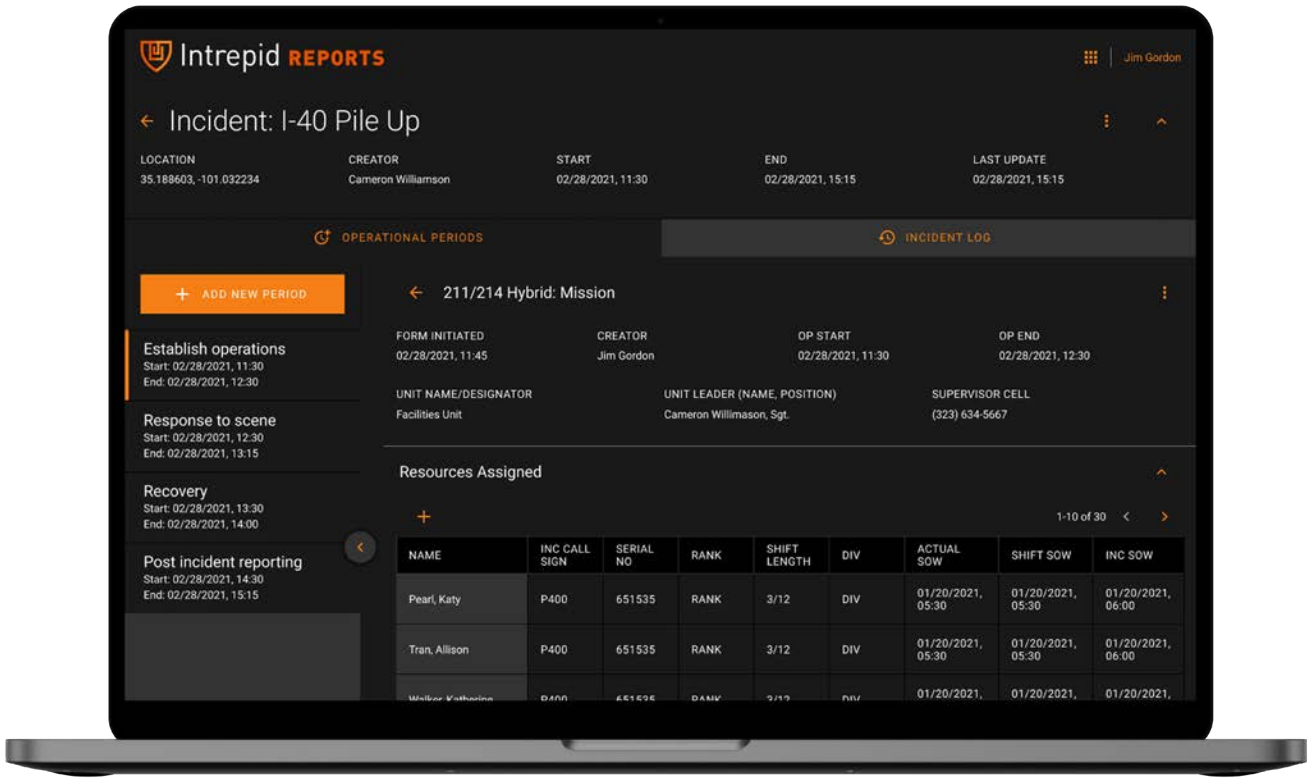 Intrepid REPORTS
Jim Gordon
Incident: I-40 Pile Up
LOCATION CREATOR START END LAST UPDATE
35.188603, -101.032234 Cameron Williamson 02/28/2021, 11:30 02/28/2021, 15:15 02/28/2021, 15:15
OPERATIONAL PERIODS INCIDENT LOG
+ ADD NEW PERIOD
Establish operations
Start: 02/28/2021, 11:30
End: 02/28/2021, 12:30
Response to scene
Start: 02/28/2021, 12:30
End: 02/28/2021, 13:15
Recovery
Start: 02/28/2021, 13:30
End: 02/28/2021, 14:00
Post incident reporting
Start: 02/28/2021, 14:30
End: 02/28/2021, 15:15
211/214 Hybrid: Mission
FORM INITIATED CREATOR OP START OP END
02/28/2021, 11:45 Jim Gordon 02/28/2021, 11:30 02/28/2021, 12:30
UNIT NAME/DESIGNATOR UNIT LEADER (NAME, POSITION) SUPERVISOR CELL
Facilities Unit Cameron Willimason, Sgt. (323) 634-5667
Resources Assigned
1-10 of 30
NAME INC CALL SIGN SERIAL NO RANK SHIFT LENGTH DIV ACTUAL SOW SHIFT SOW INC SOW
Pearl, Katy P400 651535 RANK 3/12 DIV 01/20/2021, 05:30 01/20/2021, 05:30 01/20/2021, 06:00
Tran, Allison P400 651535 RANK 3/12 DIV 01/20/2021, 05:30 01/20/2021, 05:30 01/20/2021, 06:00
Walker, Katherine P400 651535 RANK 3/12 DIV 01/20/2021, 01/20/2021, 01/20/2021,